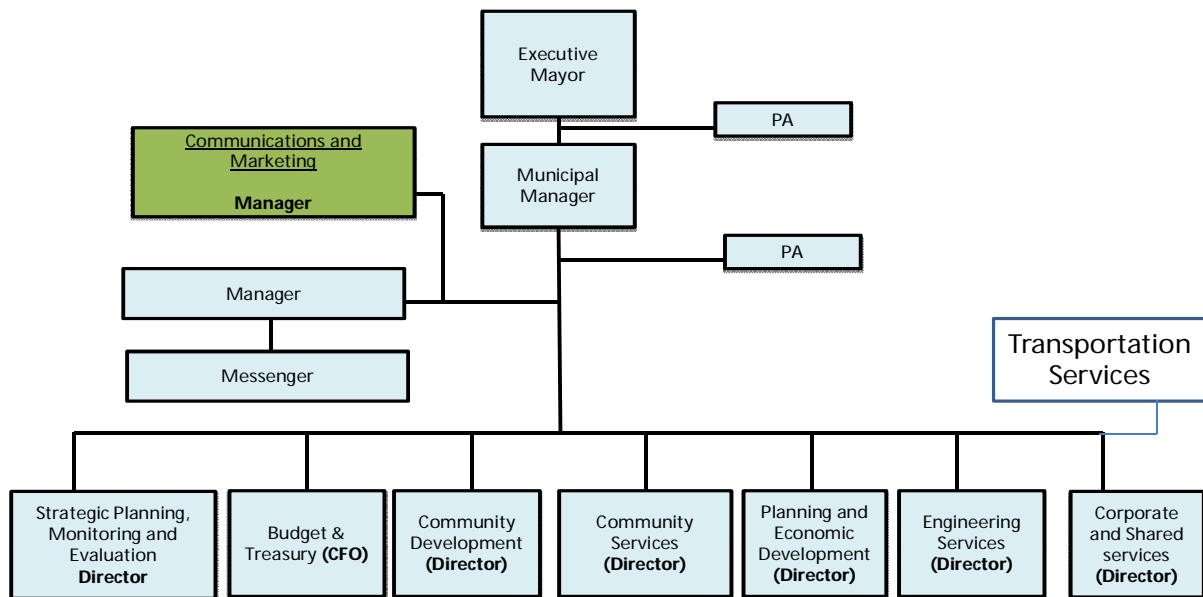 Executive
Mayor
PA
Communications and
Marketing
Manager
Municipal
Manager
PA
Manager
Messenger
Transportation
Services
Strategic Planning,
Monitoring and
Evaluation
Director
Budget &
Treasury (CFO)
Community
Development
(Director)
Community
Services
(Director)
Planning and
Economic
Development
(Director)
Engineering
Services
(Director)
Corporate
and Shared
services
(Director)